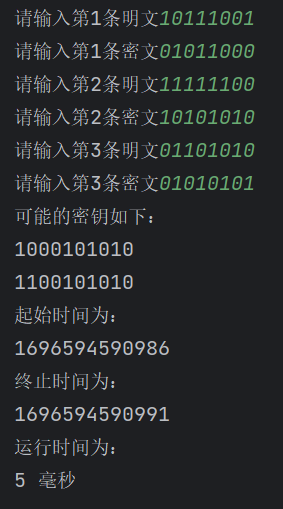 请输入第1条明文10111001
请输入第1条密文01011000
请输入第2条明文11111100
请输入第2条密文10101010
请输入第3条明文01101010
请输入第3条密文01010101
可能的密钥如下：
1000101010
1100101010
起始时间为：
1696594590986
终止时间为：
1696594590991
运行时间为：
5 毫秒